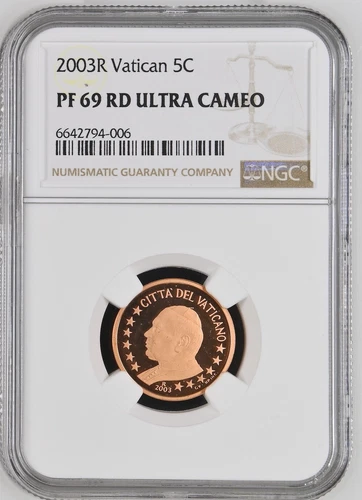 2003R Vatican 5C
PF 69 RD ULTRA CAMEO
6642794-006
NUMISMATIC GUARANTY COMPANY
NGC
CITTA' DEL VATICANO
R
2003